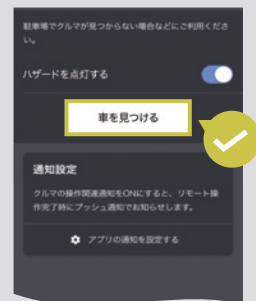 駐車場でクルマが見つからない場合などにご利用くださ
い。
ハザードを点灯する
車を見つける
通知設定
クルマの操作関連通知をONにすると、リモート操
作完了時にプッシュ通知でお知らせします。
アプリの通知を設定する